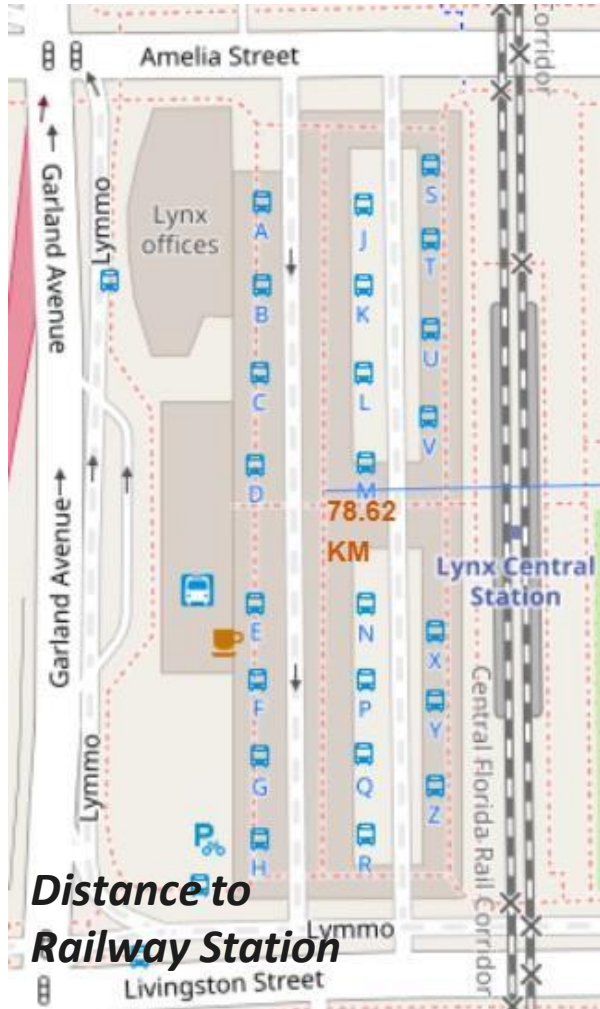 Corridor
Amelia Street
Garland Avenue
Lymmo
Lynx
offices
A
B
C
D
J
K
L
M
S
T
U
V
78.62
KM
Garland Avenue
Lynx Central
Station
E
F
G
H
N
P
Q
R
X
Y
Z
Central Florida Rail Corridor
Lymmo
P
Distance to
Railway Station
Lymmo
Livingston Street